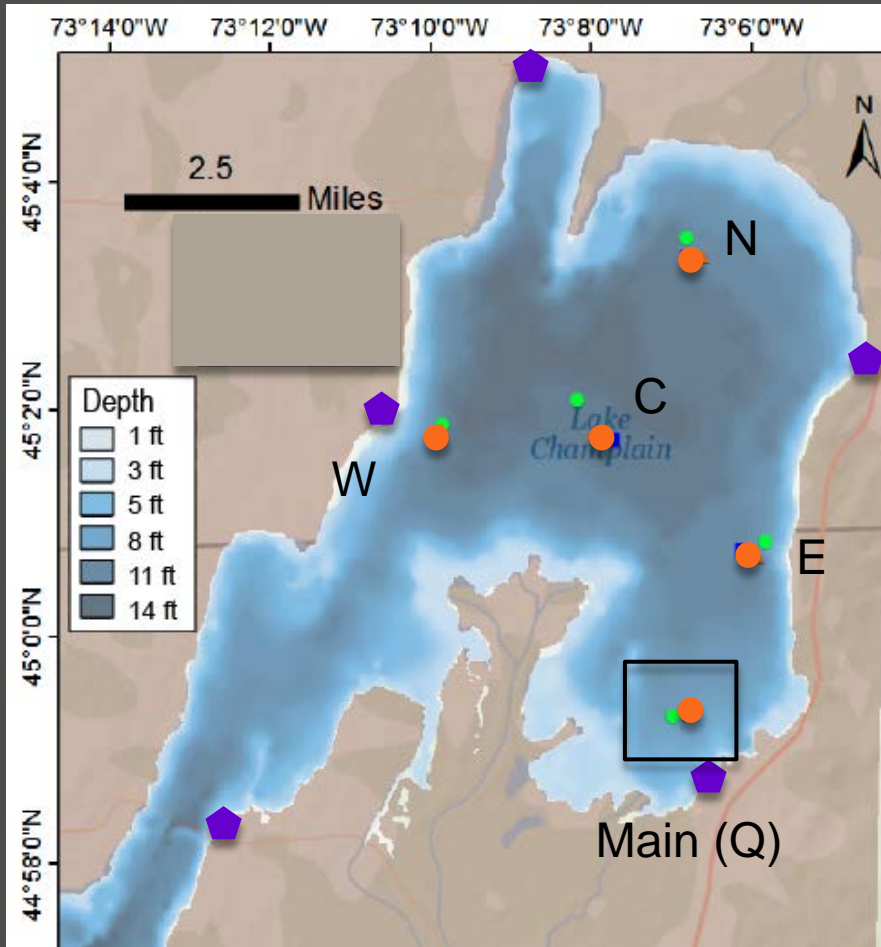 73°14'0"W 73°12'0"W 73°10'0"W 73°8'0"W 73°6'0"W
N
45°4'0"N
2.5
Miles
N
45°2'0"N
Depth
1 ft
3 ft
5 ft
8 ft
11 ft
14 ft
C
Lake
Champlain
W
E
45°0'0"N
Main (Q)
44°58'0"N